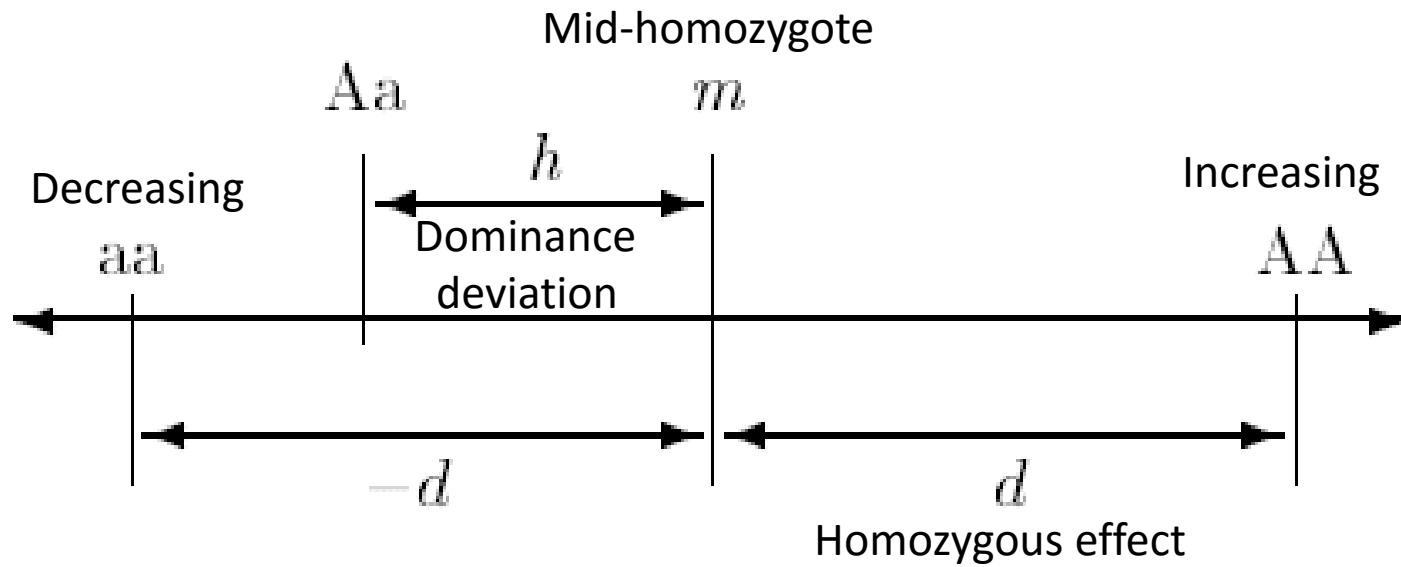 Mid-homozygote
Aa
m
h
Decreasing
Increasing
Dominance
deviation
aa
AA
−d
d
Homozygous effect